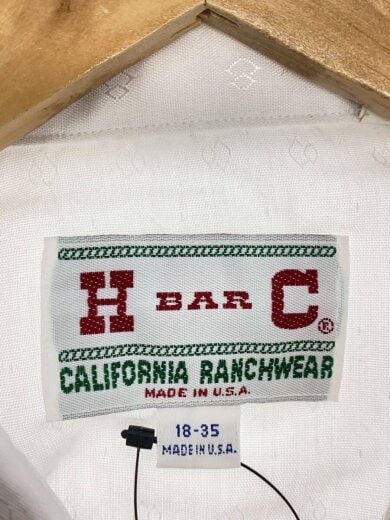 H BAR C®
CALIFORNIA RANCHWEAR
MADE IN U.S.A.
18-35
MADE IN U.S.A.